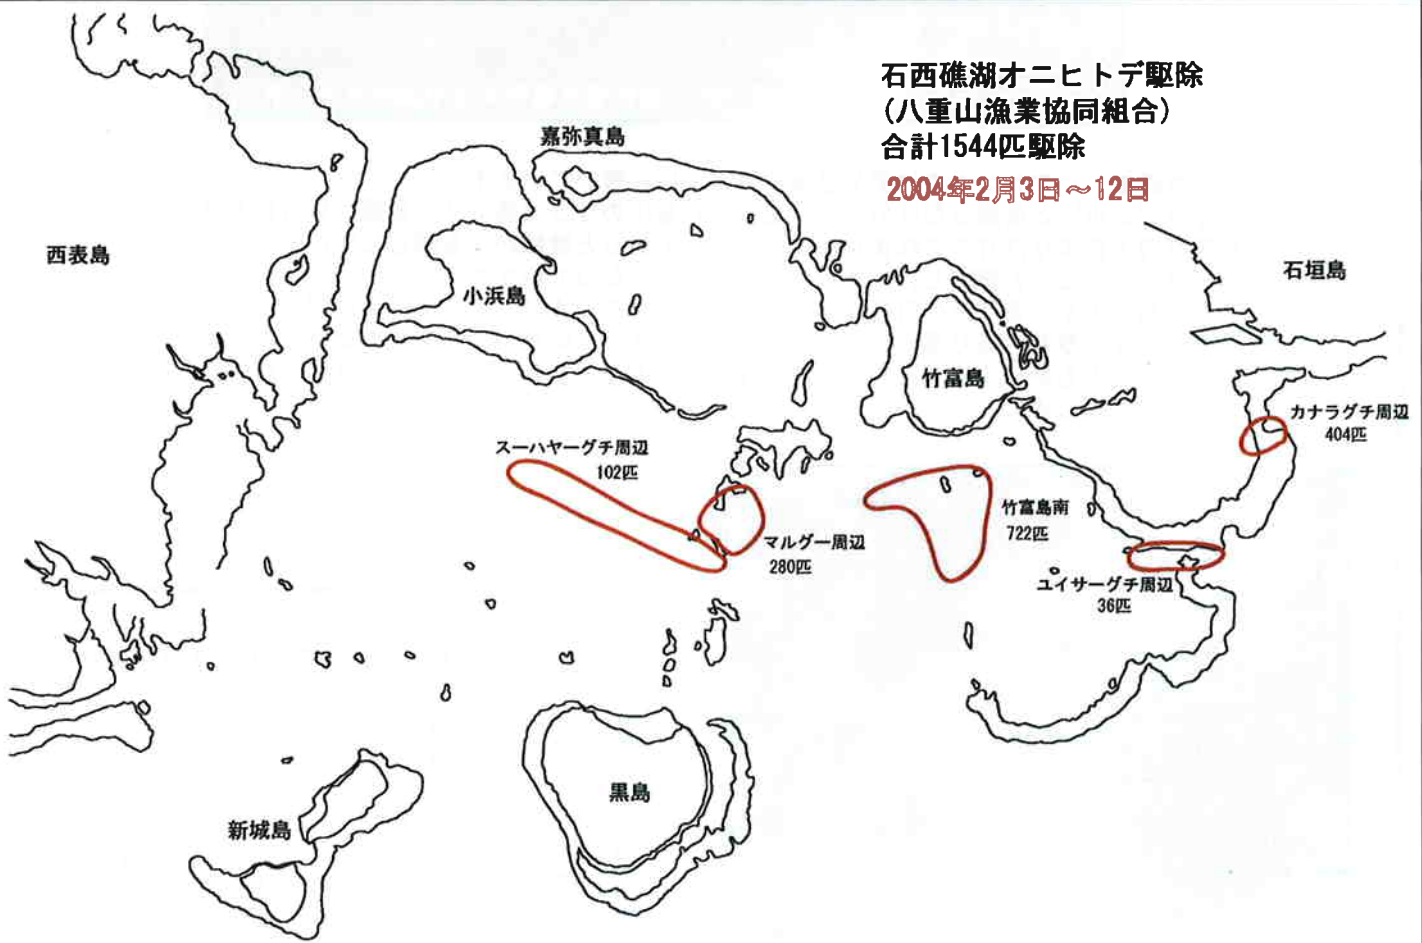 石西礁湖オニヒトデ駆除
(八重山漁業協同組合)
合計1544匹駆除
2004年2月3日～12日
嘉弥真島
西表島
石垣島
小浜島
竹富島
カナラグチ周辺
404匹
スーハヤーグチ周辺
102匹
竹富島南
722匹
マルグー周辺
280匹
ユイサーグチ周辺
36匹
黒島
新城島